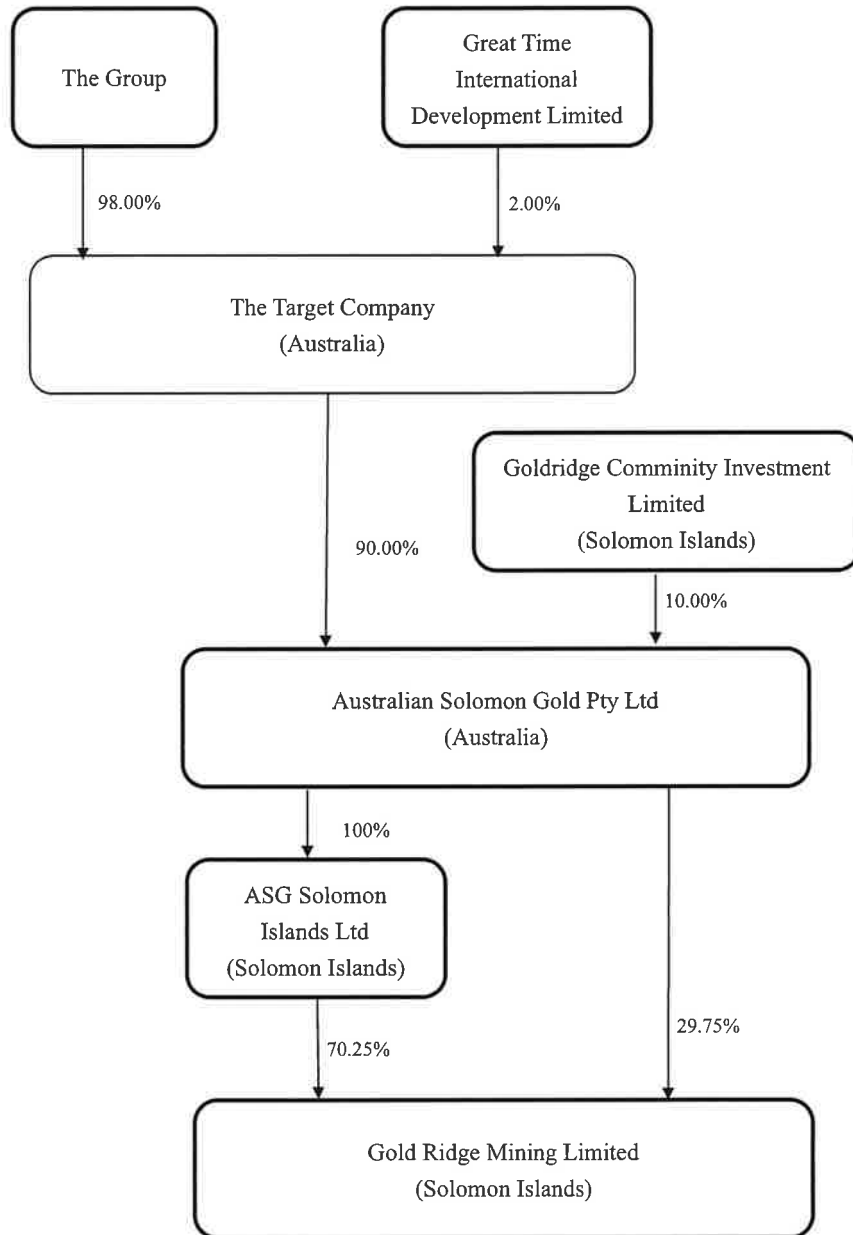 The Group
Great Time
International
Development Limited
98.00%
2.00%
The Target Company
(Australia)
Goldridge Comminity Investment
Limited
(Solomon Islands)
90.00%
10.00%
Australian Solomon Gold Pty Ltd
(Australia)
100%
ASG Solomon
Islands Ltd
(Solomon Islands)
70.25%
29.75%
Gold Ridge Mining Limited
(Solomon Islands)